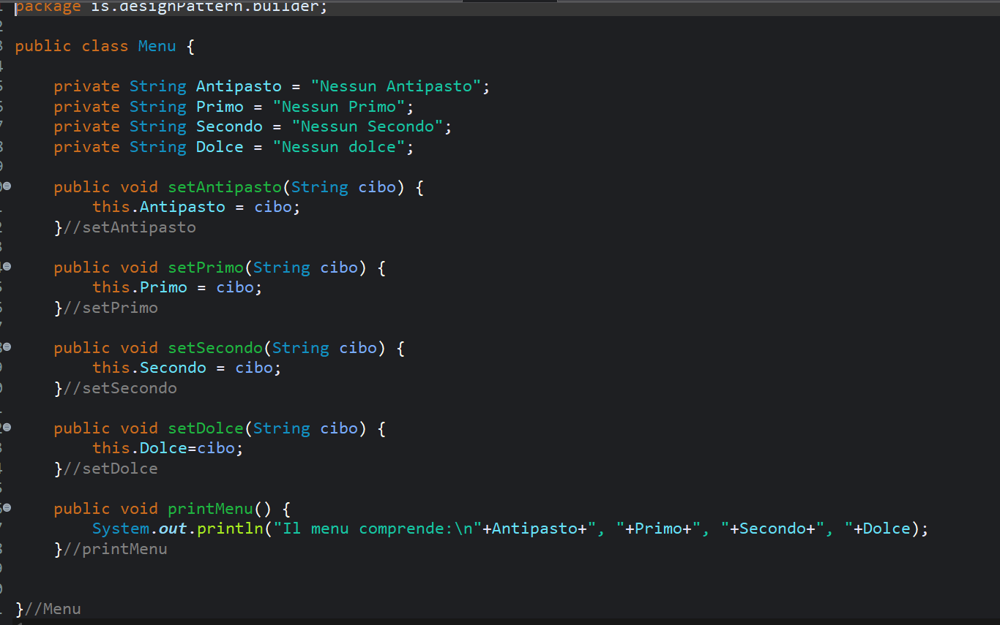 package is.designPattern.builder;
public class Menu {
private String Antipasto = "Nessun Antipasto";
private String Primo = "Nessun Primo";
private String Secondo = "Nessun Secondo";
private String Dolce = "Nessun dolce";
public void setAntipasto(String cibo) {
this.Antipasto = cibo;
}//setAntipasto
public void setPrimo(String cibo) {
this.Primo = cibo;
}//setPrimo
public void setSecondo(String cibo) {
this.Secondo = cibo;
}//setSecondo
public void setDolce(String cibo) {
this.Dolce=cibo;
}//setDolce
public void printMenu() {
System.out.println("Il menu comprende:\n"+Antipasto+", "+Primo+", "+Secondo+", "+Dolce);
}//printMenu
}//Menu